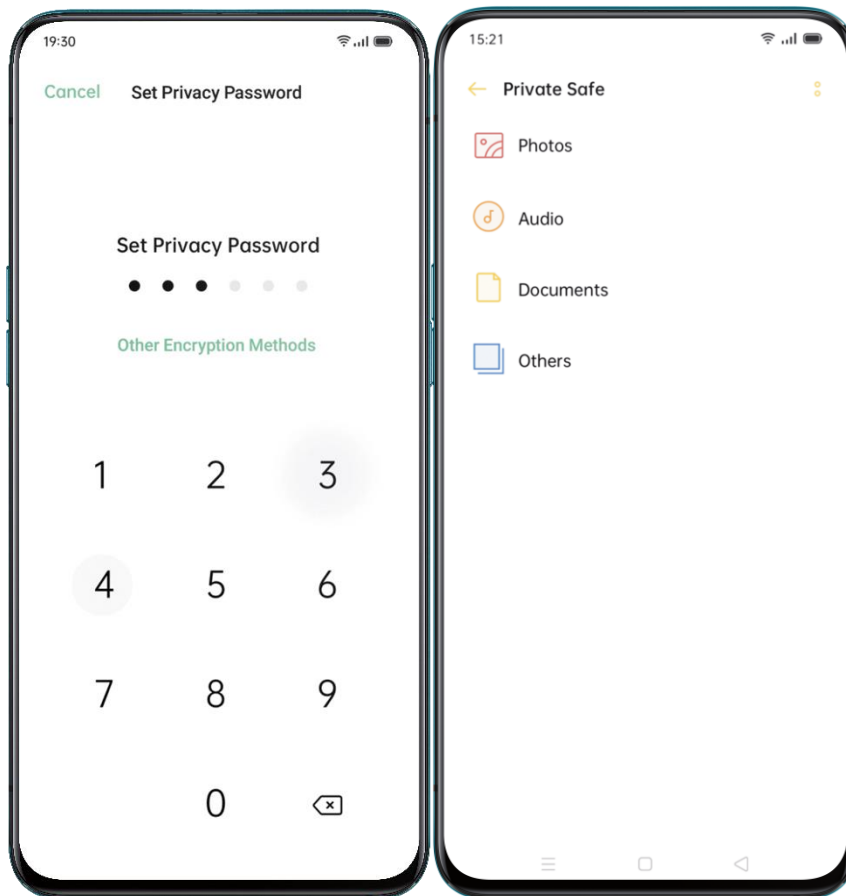 19:30
Cancel Set Privacy Password
Set Privacy Password
Other Encryption Methods
1 2 3
4 5 6
7 8 9
0
15:21
Private Safe
Photos
Audio
Documents
Others